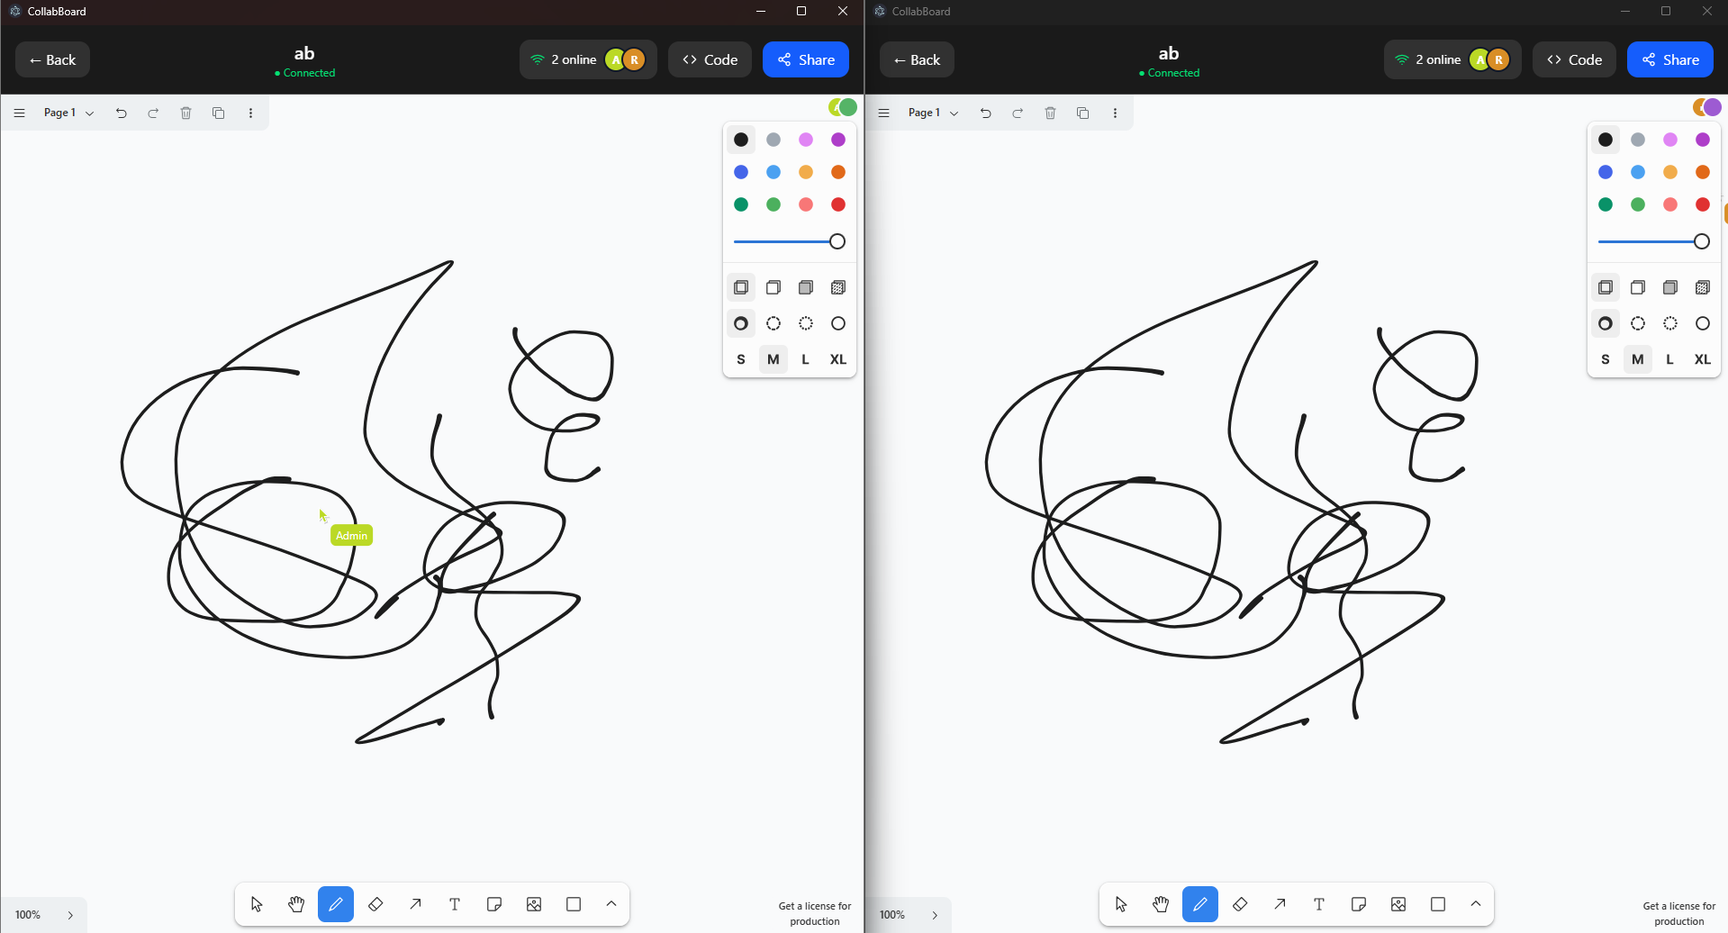 CollabBoard
← Back
ab
Connected
2 online
A R
Code
Share
Page 1
S M L XL
Admin
100%
Get a license for
production
CollabBoard
← Back
ab
Connected
2 online
A R
Code
Share
Page 1
S M L XL
100%
Get a license for
production